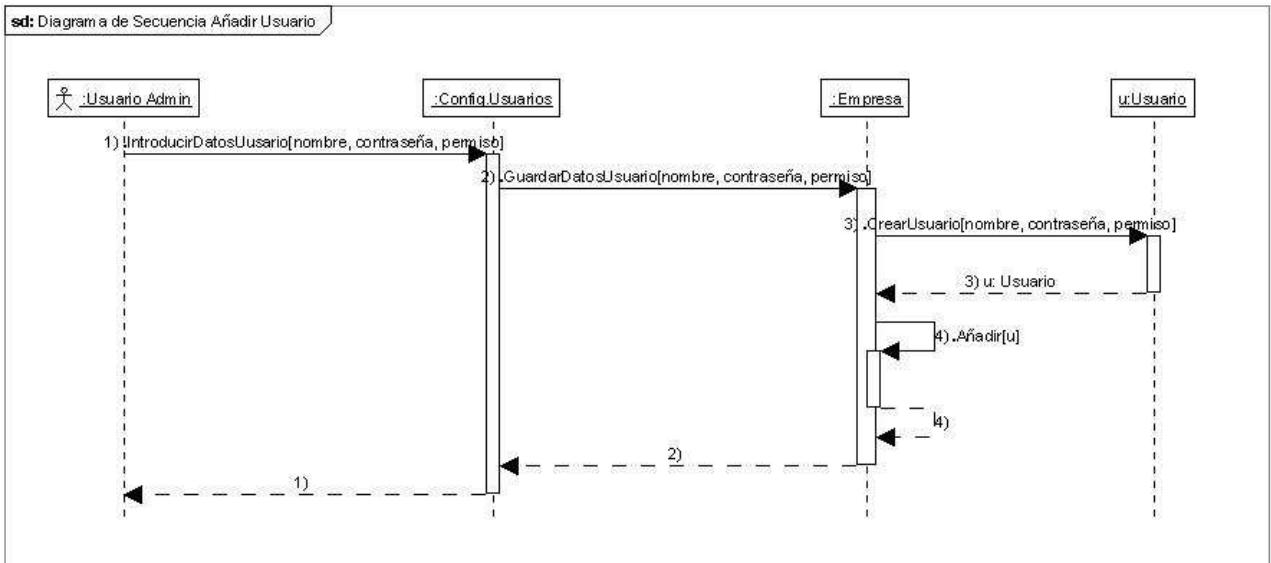 sd: Diagrama de Secuencia Añadir Usuario
:Usuario Admin
:Config.Usuarios
:Empresa
u:Usuario
1) .IntroducirDatosUusario[nombre, contraseña, permiso]
2) .GuardarDatosUsuario[nombre, contraseña, permiso]
3) .CrearUsuario[nombre, contraseña, permiso]
3) u: Usuario
4) .Añadir[u]
4)
2)
1)